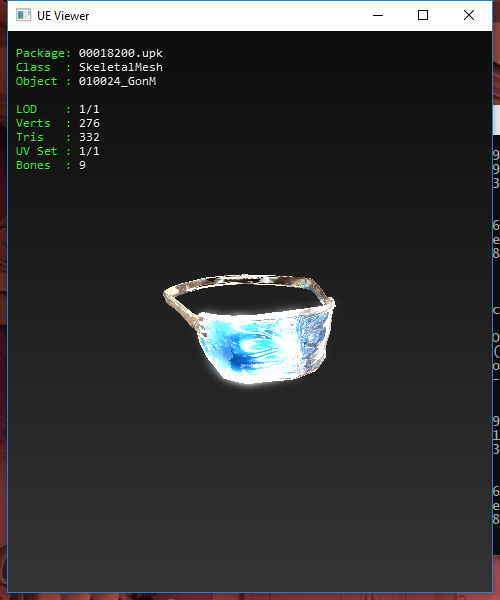 UE Viewer
Package: 00018200.upk
Class  : SkeletalMesh
Object : 010024_GonM
LOD    : 1/1
Verts  : 276
Tris   : 332
UV Set : 1/1
Bones  : 9